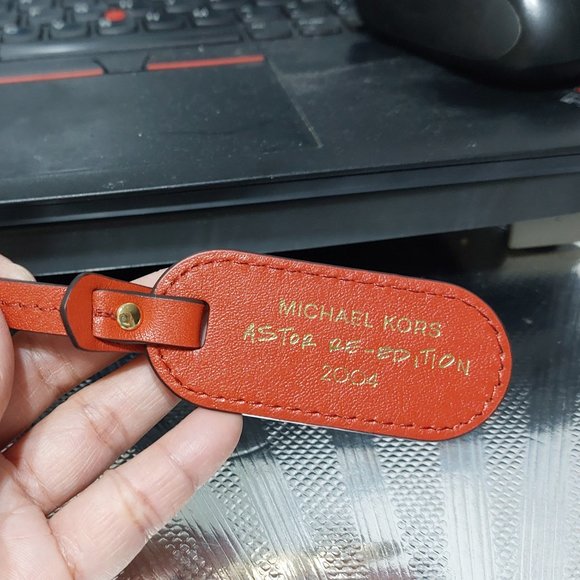 MICHAEL KORS
ASTOR RE-EDITION
2004